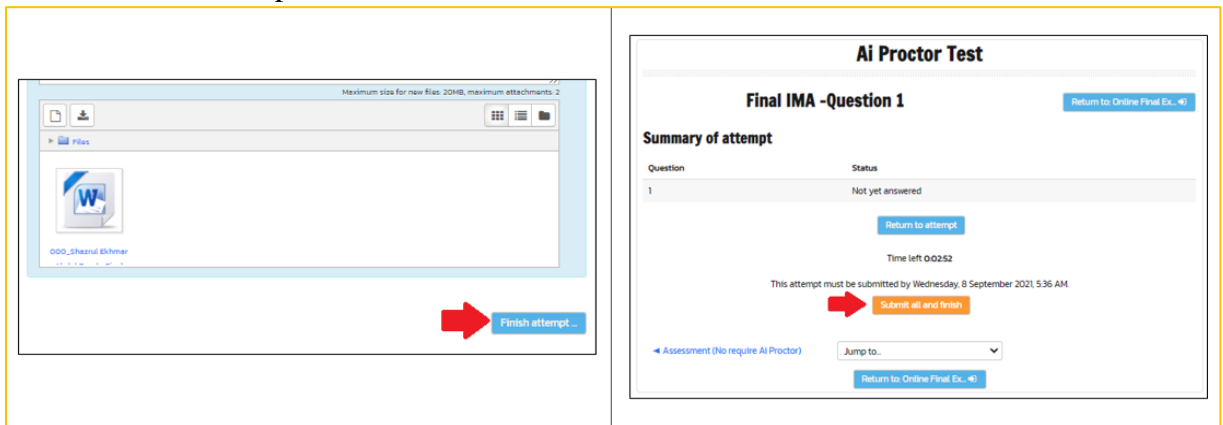 Maximum size for new files: 20MB, maximum attachments: 2
Files
W
000_Shazrul Ekhmar
Finish attempt ...
Ai Proctor Test
Final IMA -Question 1
Return to: Online Final Ex...
Summary of attempt
Question Status
1 Not yet answered
Return to attempt
Time left 0:02:52
This attempt must be submitted by Wednesday, 8 September 2021, 5:36 AM.
Submit all and finish
◄ Assessment (No require AI Proctor) Jump to...
Return to: Online Final Ex...